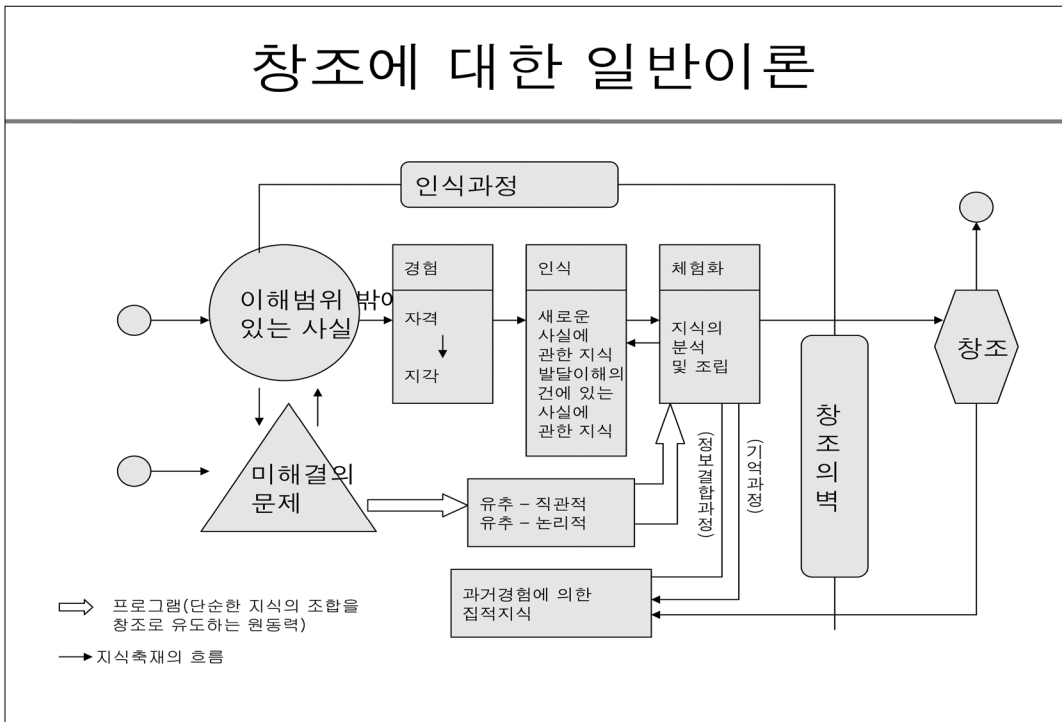 창조에 대한 일반이론
인식과정
이해범위 밖에
있는 사실
경험
자격
지각
인식
새로운
사실에
관한 지식
발달이해의
건에 있는
사실에
관한 지식
체험화
지식의
분석
및 조립
창조
창조의벽
미해결의
문제
유추 – 직관적
유추 – 논리적
(정보결합과정)
(기억과정)
과거경험에 의한
집적지식
프로그램(단순한 지식의 조합을
창조로 유도하는 원동력)
지식축재의 흐름